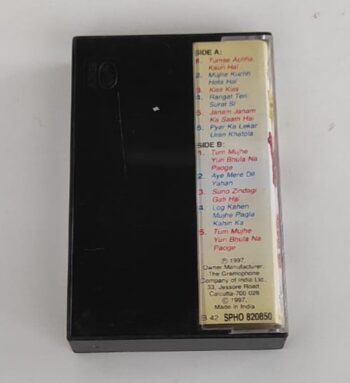 SIDE A:
1. Tumse Achha
Kaun Hai
2. Mujhe Kuchh
Hota Hai
3. Kiss Kiss
4. Rangat Teri
Surat Si
5. Janam Janam
Ka Saath Hai
6. Pyar Ka Lekar
Uran Khatola
SIDE B:
1. Tum Mujhe
Yun Bhula Na
Paoge
2. Aye Mere Dil
Yahan
3. Suno Zindagi
Gati Hai
4. Log Kahen
Mujhe Pagla
Kahin Ka
5. Tum Mujhe
Yun Bhula Na
Paoge
℗ 1997,
Owner Manufacturer:
The Gramophone
Company of India Ltd.,
33, Jessore Road
Calcutta-700 028
© 1997,
Made in India
B 42 SPHO 820850